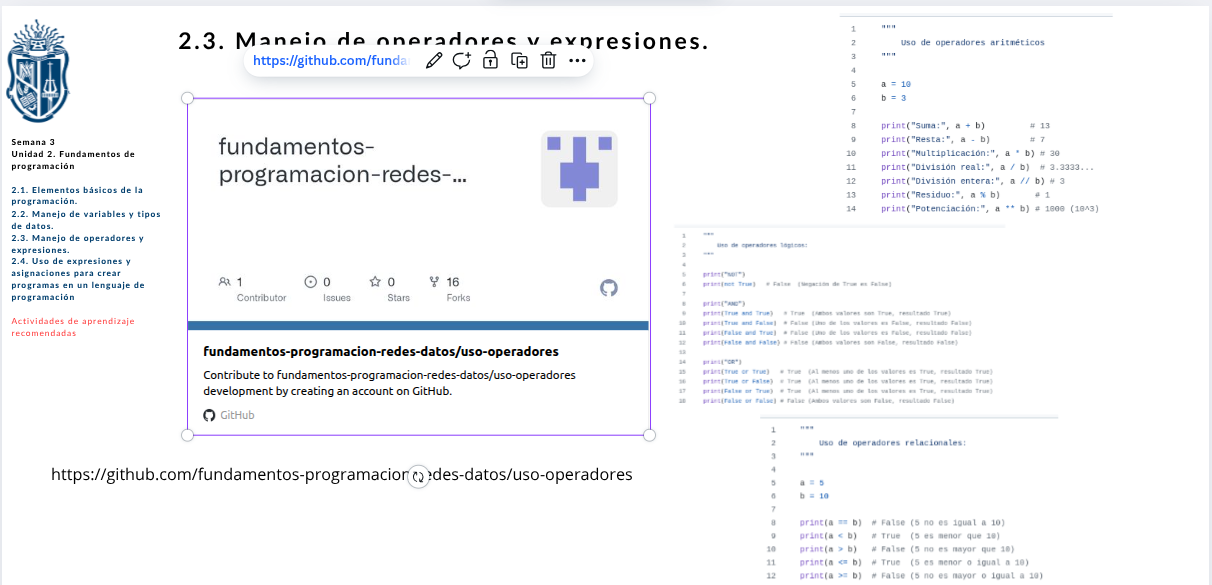 2.3. Manejo de operadores y expresiones.
https://github.com/funda
Semana 3
Unidad 2. Fundamentos de
programación
2.1. Elementos básicos de la
programación.
2.2. Manejo de variables y tipos
de datos.
2.3. Manejo de operadores y
expresiones.
2.4. Uso de expresiones y
asignaciones para crear
programas en un lenguaje de
programación
Actividades de aprendizaje
recomendadas
fundamentos-
programacion-redes-...
1
Contributor
0
Issues
0
Stars
16
Forks
fundamentos-programacion-redes-datos/uso-operadores
Contribute to fundamentos-programacion-redes-datos/uso-operadores
development by creating an account on GitHub.
GitHub
https://github.com/fundamentos-programacion-redes-datos/uso-operadores
1 """
2 Uso de operadores aritméticos
3 """
4
5 a = 10
6 b = 3
7
8 print("Suma:", a + b) # 13
9 print("Resta:", a - b) # 7
10 print("Multiplicación:", a * b) # 30
11 print("División real:", a / b) # 3.3333...
12 print("División entera:", a // b) # 3
13 print("Residuo:", a % b) # 1
14 print("Potenciación:", a ** b) # 1000 (10^3)
1 """
2 Uso de operadores lógicos:
3 """
4
5 print("NOT")
6 print(not True) # False (Negación de True es False)
7
8 print("AND")
9 print(True and True) # True (Ambos valores son True, resultado True)
10 print(True and False) # False (Uno de los valores es False, resultado False)
11 print(False and True) # False (Uno de los valores es False, resultado False)
12 print(False and False) # False (Ambos valores son False, resultado False)
13
14 print("OR")
15 print(True or True) # True (Al menos uno de los valores es True, resultado True)
16 print(True or False) # True (Al menos uno de los valores es True, resultado True)
17 print(False or True) # True (Al menos uno de los valores es True, resultado True)
18 print(False or False) # False (Ambos valores son False, resultado False)
1 """
2 Uso de operadores relacionales:
3 """
4
5 a = 5
6 b = 10
7
8 print(a == b) # False (5 no es igual a 10)
9 print(a < b) # True (5 es menor que 10)
10 print(a > b) # False (5 no es mayor que 10)
11 print(a <= b) # True (5 es menor o igual a 10)
12 print(a >= b) # False (5 no es mayor o igual a 10)